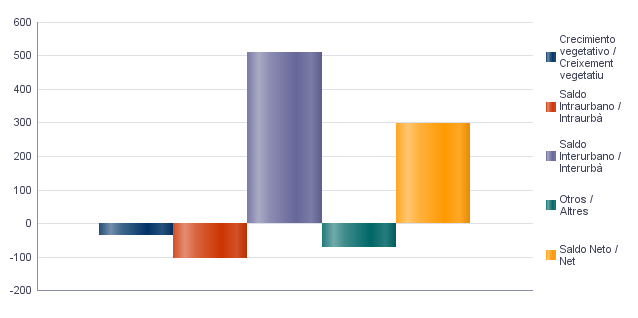 600
500
400
300
200
100
0
-100
-200
Crecimiento
vegetativo /
Creixement
vegetatiu
Saldo
Intraurbano /
Intraurbà
Saldo
Interurbano /
Interurbà
Otros /
Altres
Saldo Neto /
Net